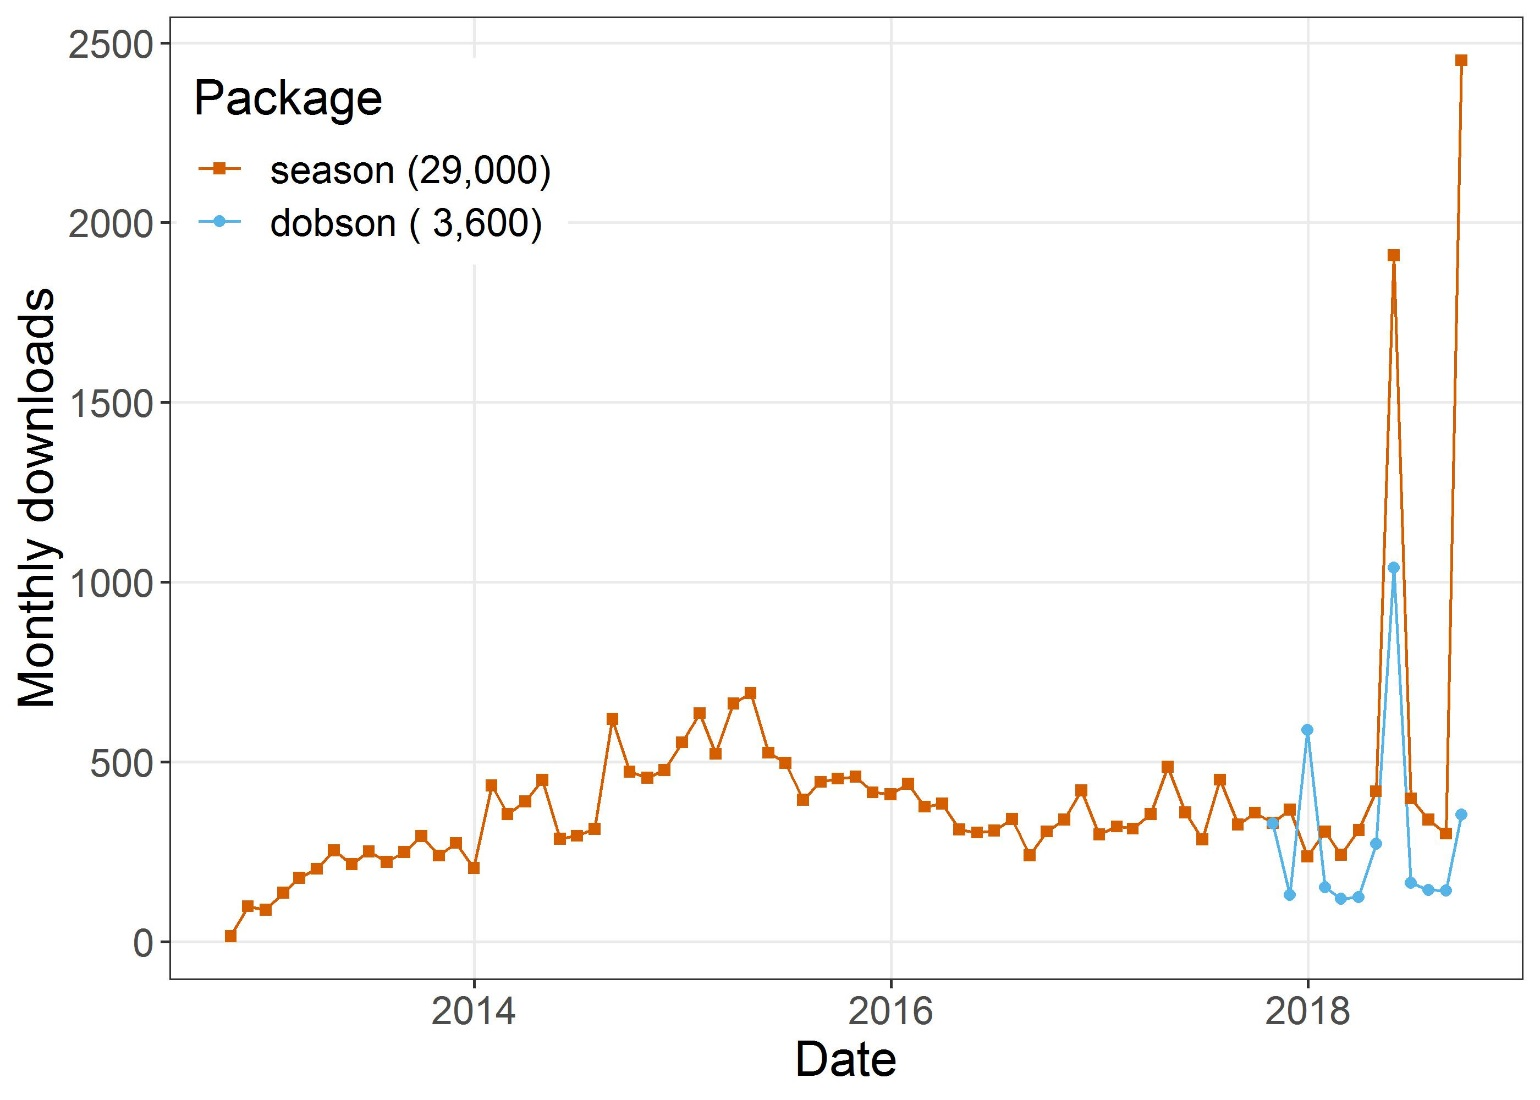 Package
season (29,000)
dobson ( 3,600)
Monthly downloads
2500
2000
1500
1000
500
0
2014 2016 2018
Date